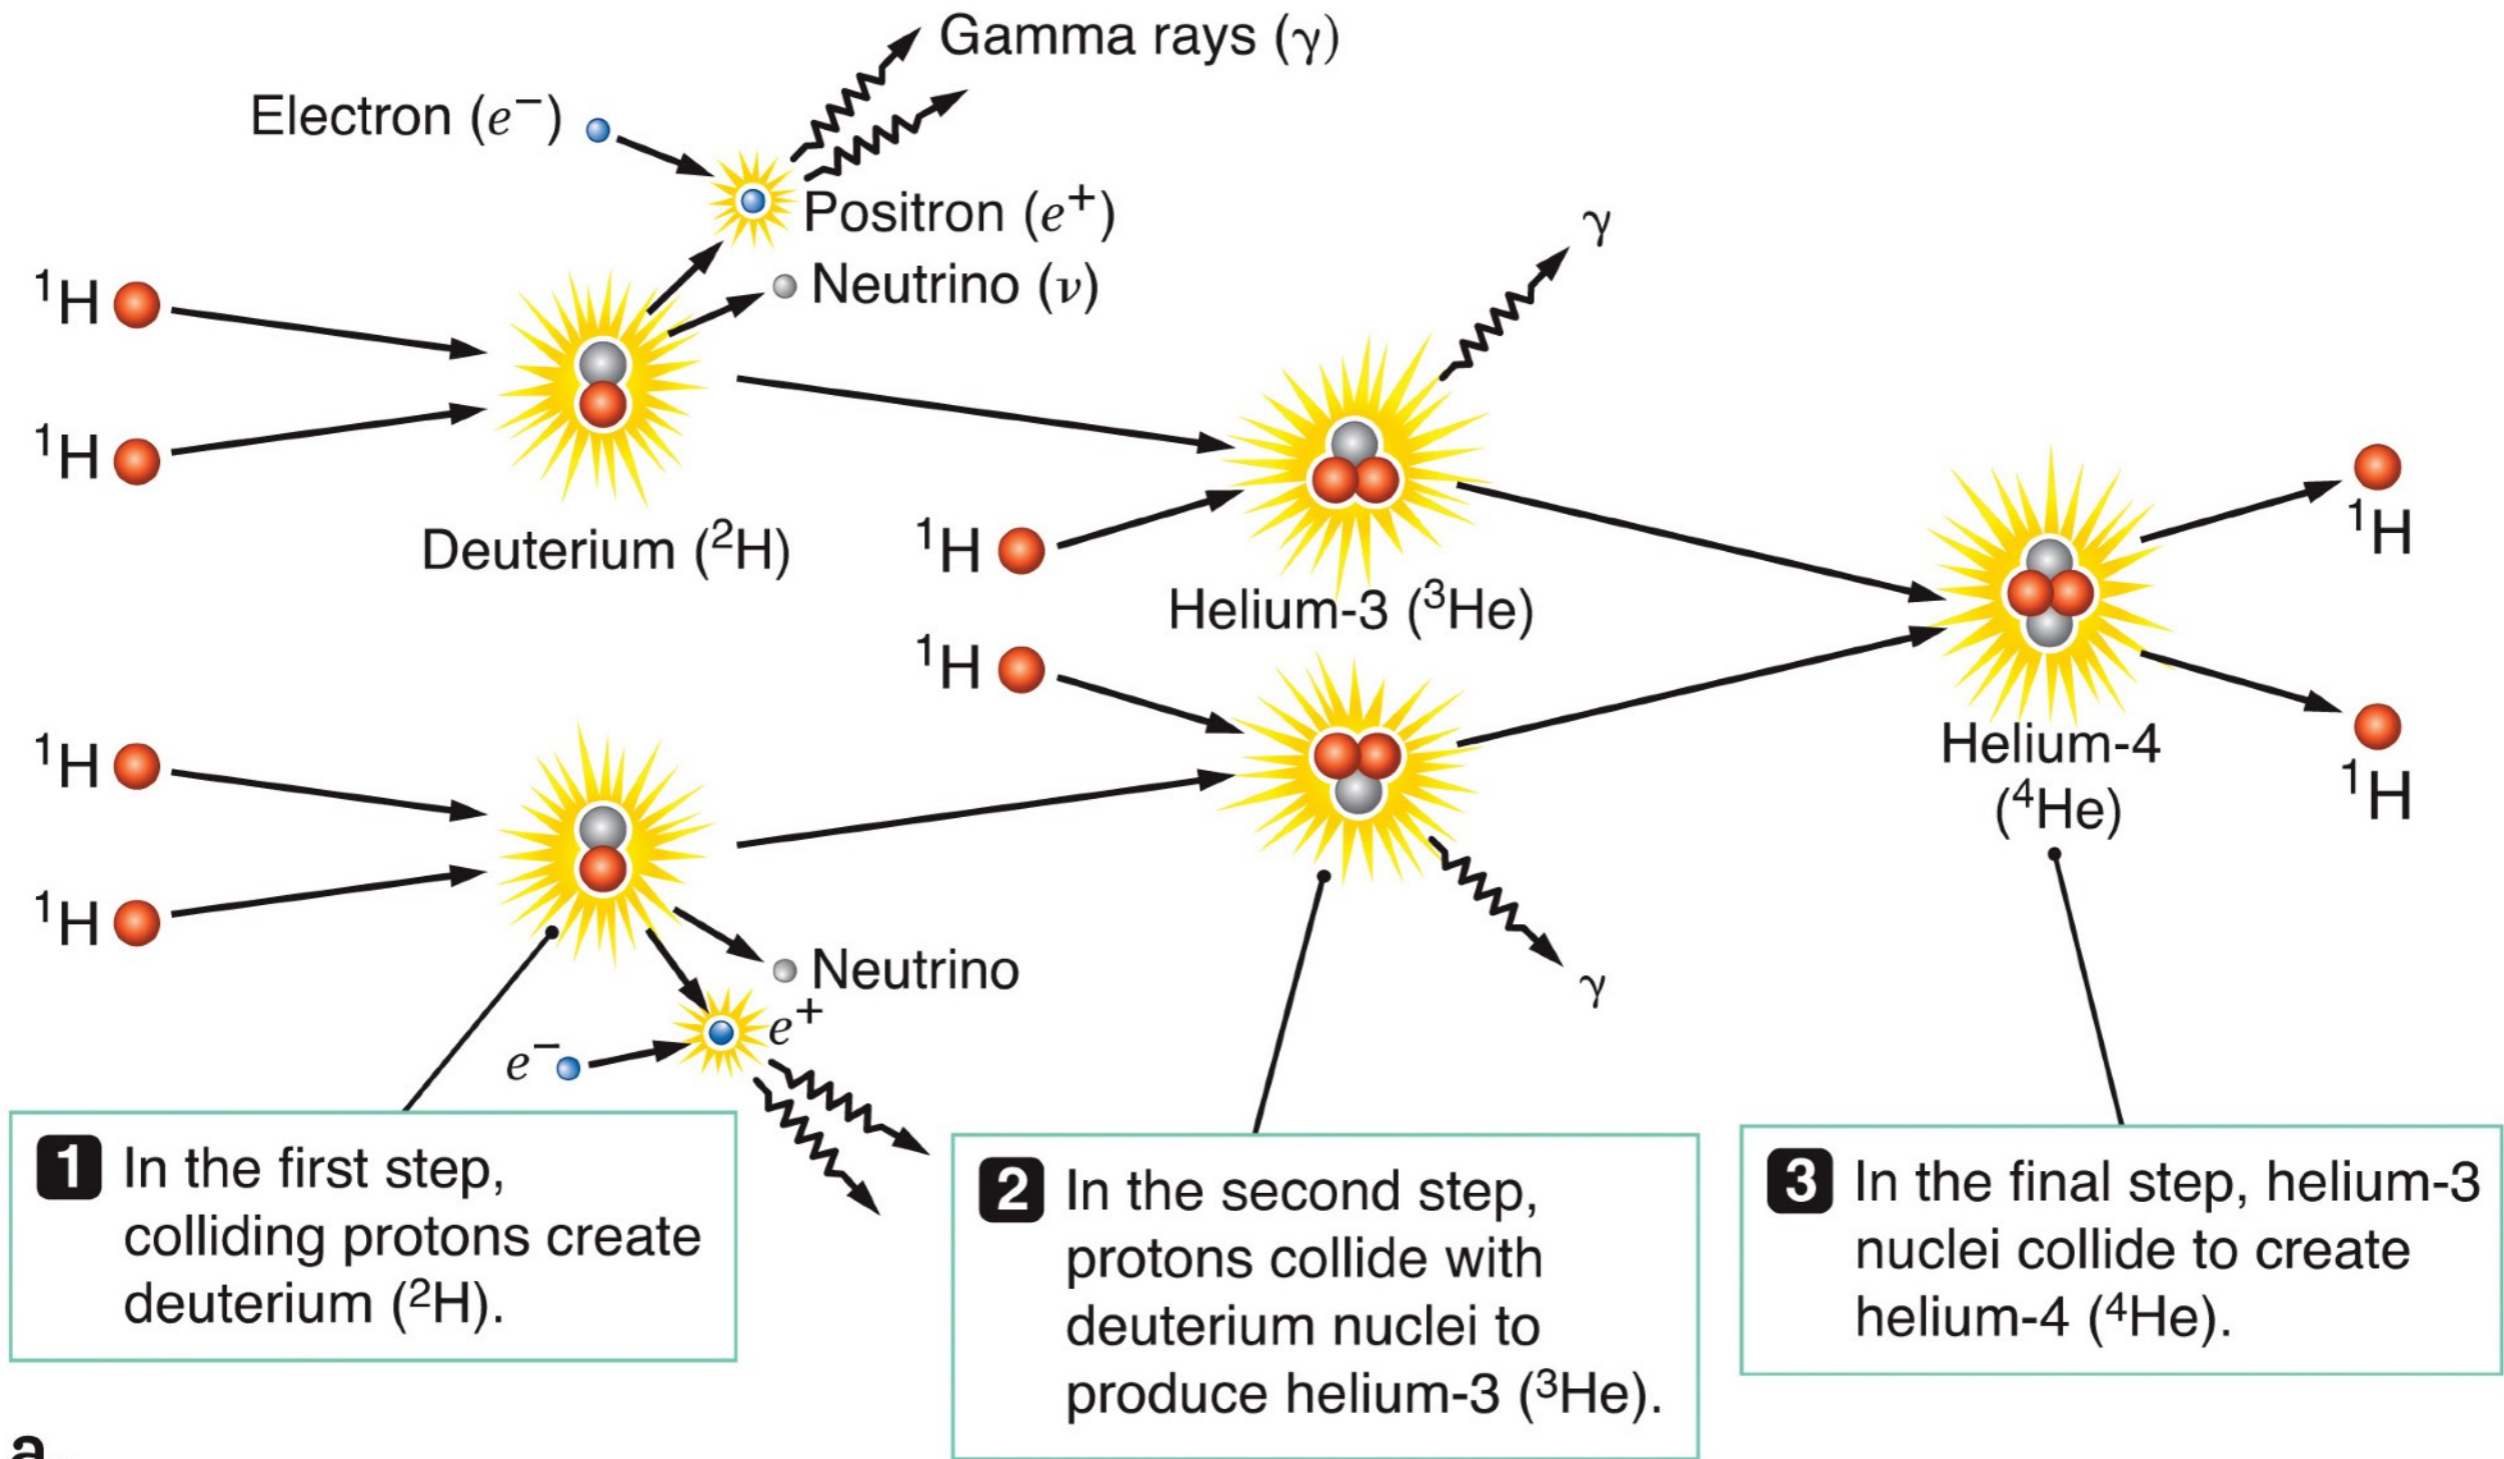 Gamma rays (γ)
Electron (e⁻)
Positron (e⁺)
Neutrino (ν)
γ
¹H
¹H
Deuterium (²H)
¹H
Helium-3 (³He)
¹H
¹H
¹H
¹H
¹H
Helium-4
(⁴He)
¹H
Neutrino
e⁺
e⁻
γ
1 In the first step,
colliding protons create
deuterium (²H).
2 In the second step,
protons collide with
deuterium nuclei to
produce helium-3 (³He).
3 In the final step, helium-3
nuclei collide to create
helium-4 (⁴He).
a